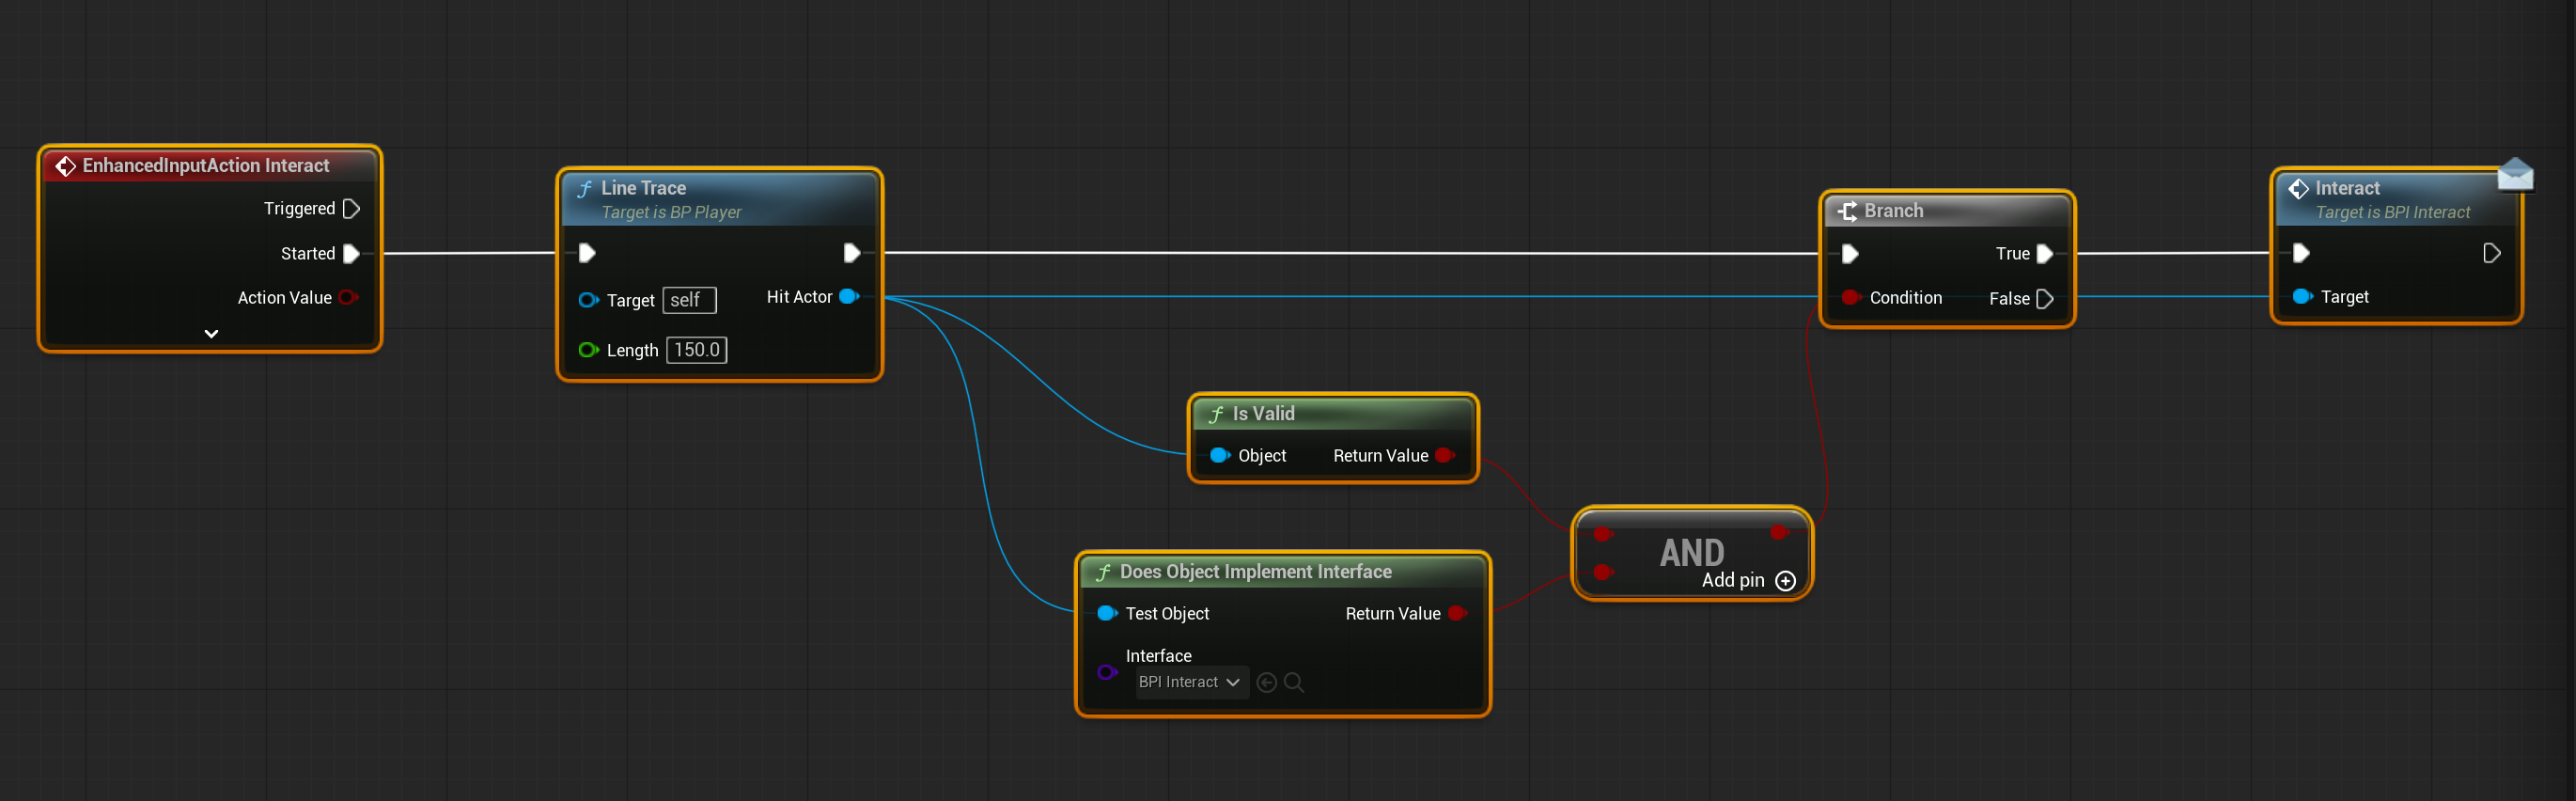 EnhancedInputAction Interact
Triggered
Started
Action Value
Line Trace
Target is BP Player
Target self
Hit Actor
Length 150.0
Is Valid
Object
Return Value
Does Object Implement Interface
Test Object
Return Value
Interface
BPI Interact
AND
Add pin
Branch
True
Condition
False
Interact
Target is BPI Interact
Target